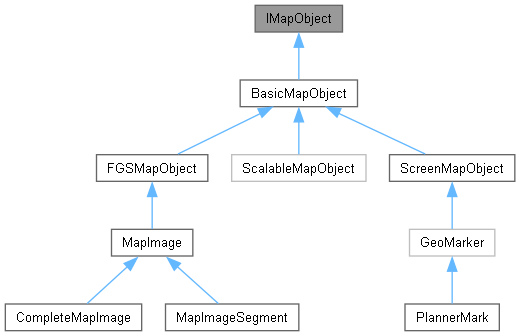 IMapObject
BasicMapObject
FGSMapObject
ScalableMapObject
ScreenMapObject
MapImage
GeoMarker
CompleteMapImage
MapImageSegment
PlannerMark